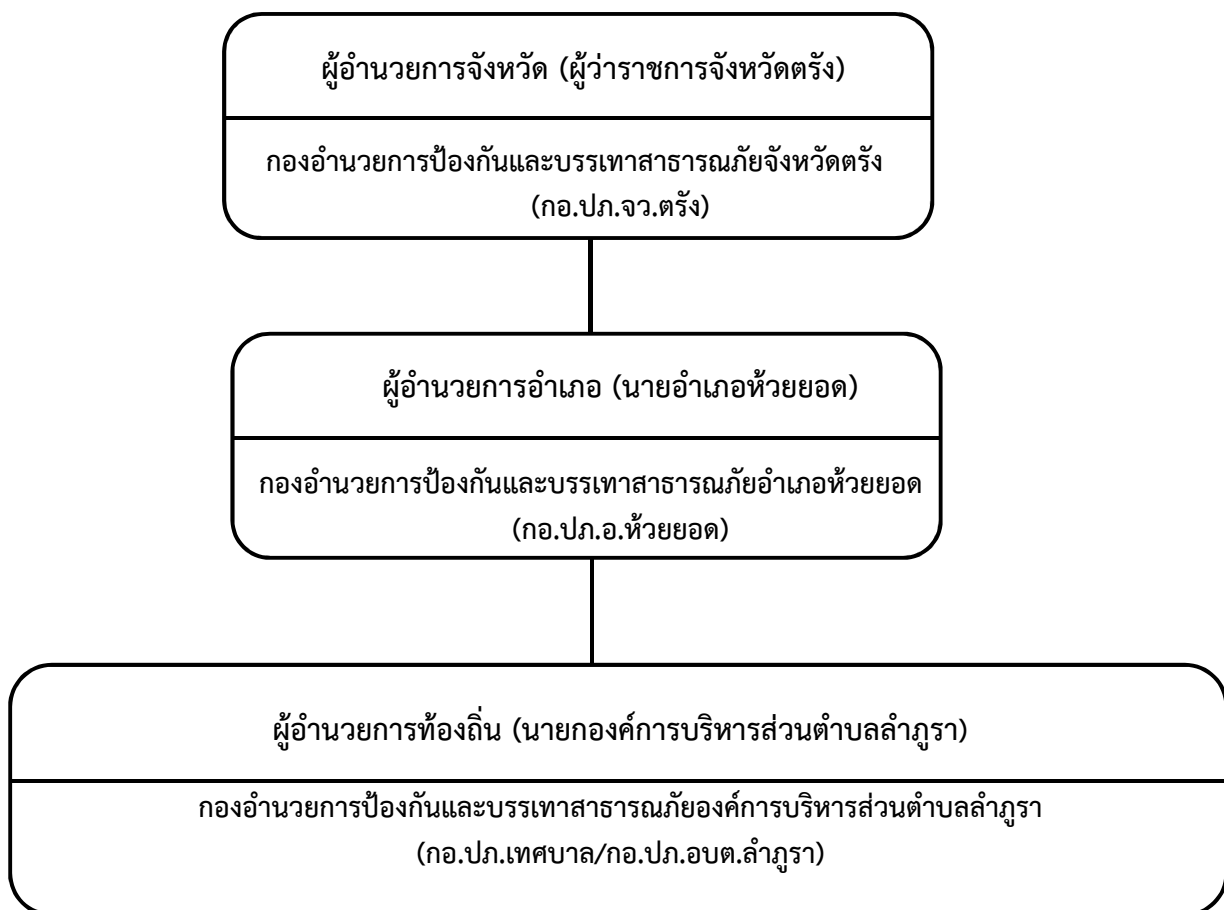 ผู้อำนวยการจังหวัด (ผู้ว่าราชการจังหวัดตรัง)
กองอำนวยการป้องกันและบรรเทาสาธารณภัยจังหวัดตรัง
(กอ.ปภ.จว.ตรัง)
ผู้อำนวยการอำเภอ (นายอำเภอห้วยยอด)
กองอำนวยการป้องกันและบรรเทาสาธารณภัยอำเภอห้วยยอด
(กอ.ปภ.อ.ห้วยยอด)
ผู้อำนวยการท้องถิ่น (นายกองค์การบริหารส่วนตำบลลำภูรา)
กองอำนวยการป้องกันและบรรเทาสาธารณภัยองค์การบริหารส่วนตำบลลำภูรา
(กอ.ปภ.เทศบาล/กอ.ปภ.อบต.ลำภูรา)